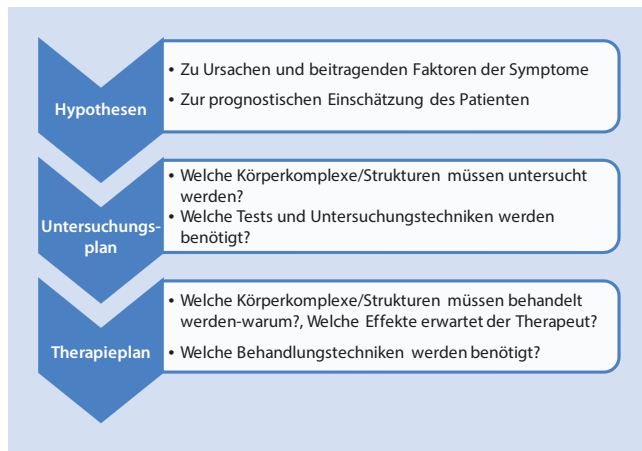 Hypothesen
• Zu Ursachen und beitragenden Faktoren der Symptome
• Zur prognostischen Einschätzung des Patienten
Untersuchungs-
plan
• Welche Körperkomplexe/Strukturen müssen untersucht
werden?
• Welche Tests und Untersuchungstechniken werden
benötigt?
Therapieplan
• Welche Körperkomplexe/Strukturen müssen behandelt
werden-warum?, Welche Effekte erwartet der Therapeut?
• Welche Behandlungstechniken werden benötigt?